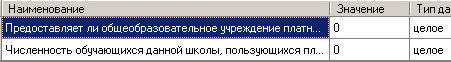 Наименование Значение Тип да
Предоставляет ли общеобразовательное учреждение платн... 0 целое
Численность обучающихся данной школы, пользующихся пл... 0 целое